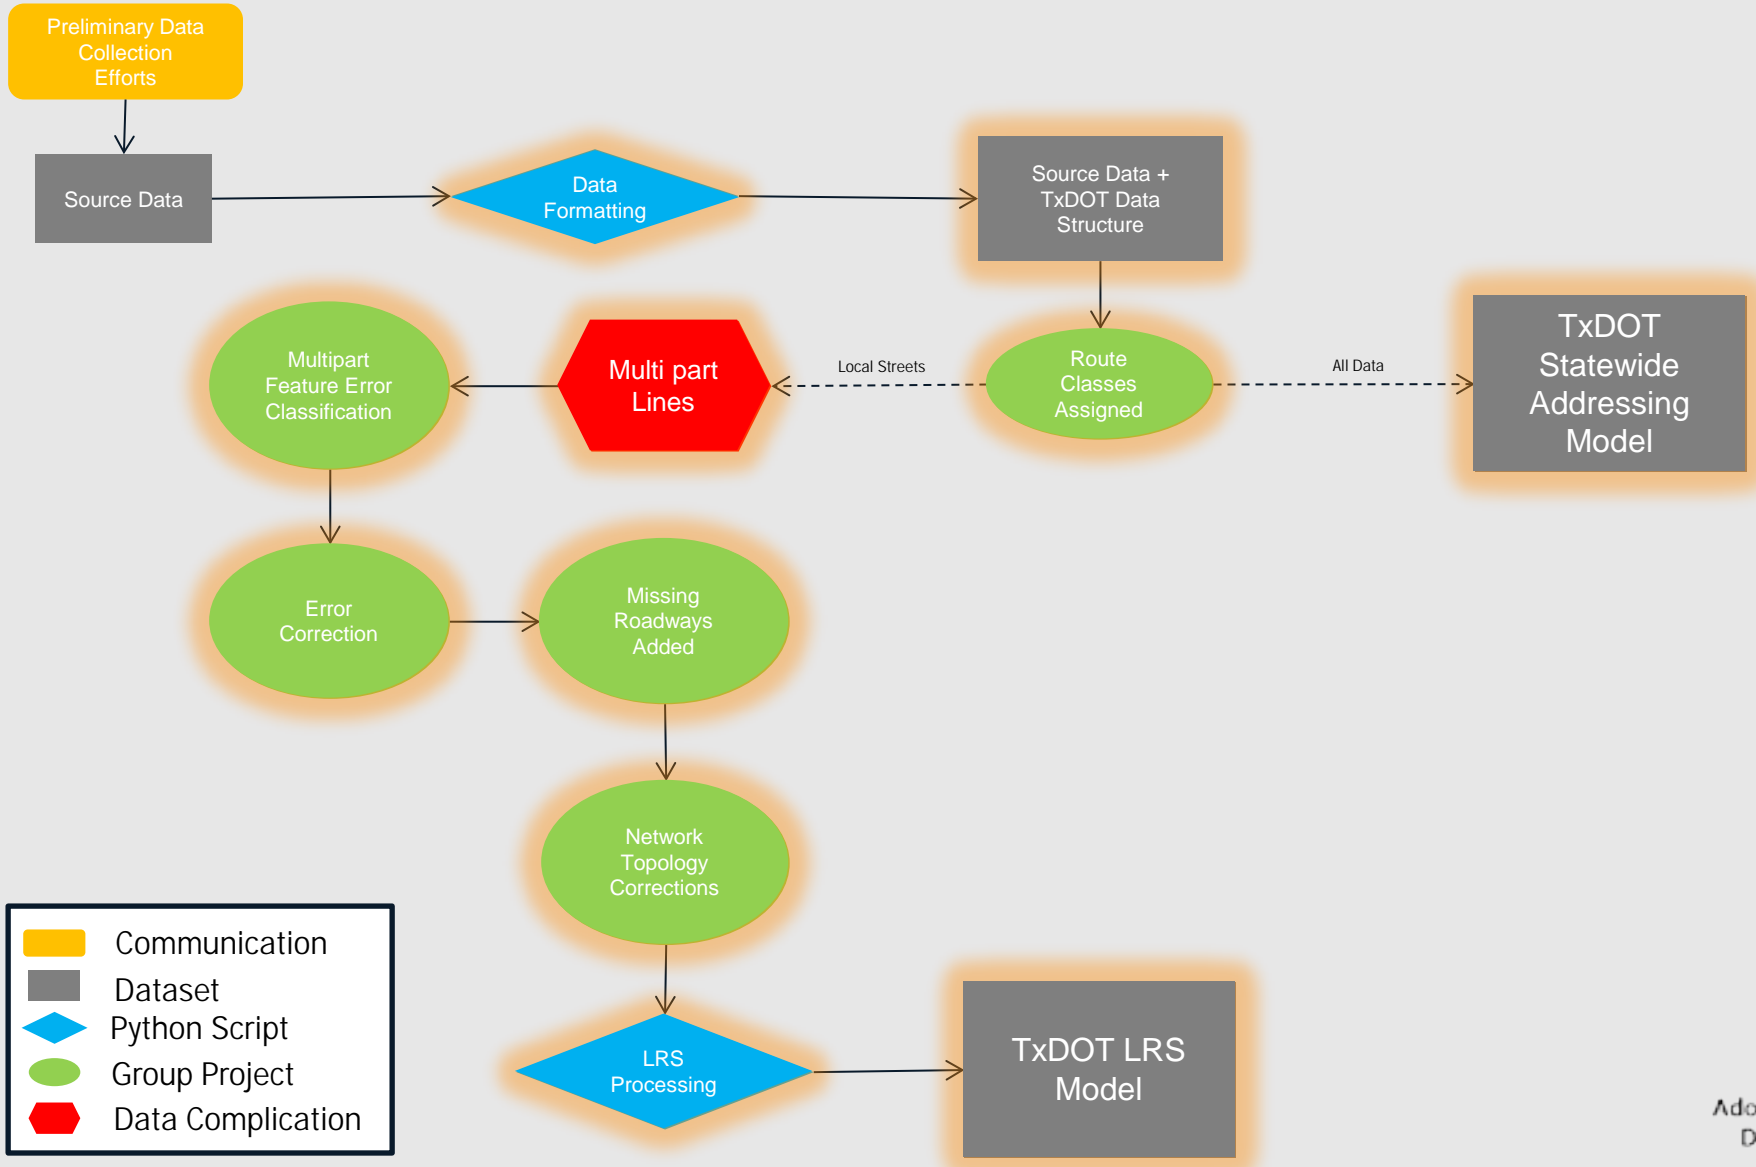 Preliminary Data
Collection
Efforts
Source Data
Data
Formatting
Source Data +
TxDOT Data
Structure
Multipart
Feature Error
Classification
Multi part
Lines
Local Streets
Route
Classes
Assigned
All Data
TxDOT
Statewide
Addressing
Model
Error
Correction
Missing
Roadways
Added
Network
Topology
Corrections
LRS
Processing
TxDOT LRS
Model
Communication
Dataset
Python Script
Group Project
Data Complication